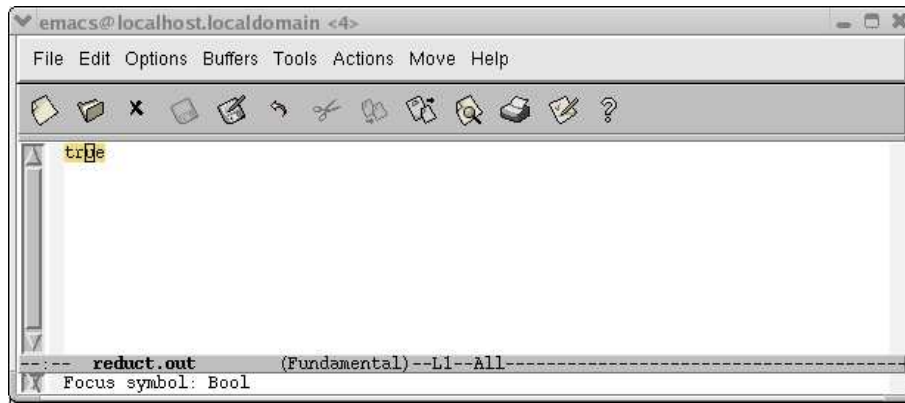 emacs@localhost.localdomain <4>
File Edit Options Buffers Tools Actions Move Help
true
--:-- reduct.out (Fundamental)--L1--All----------------------------------------
Focus symbol: Bool